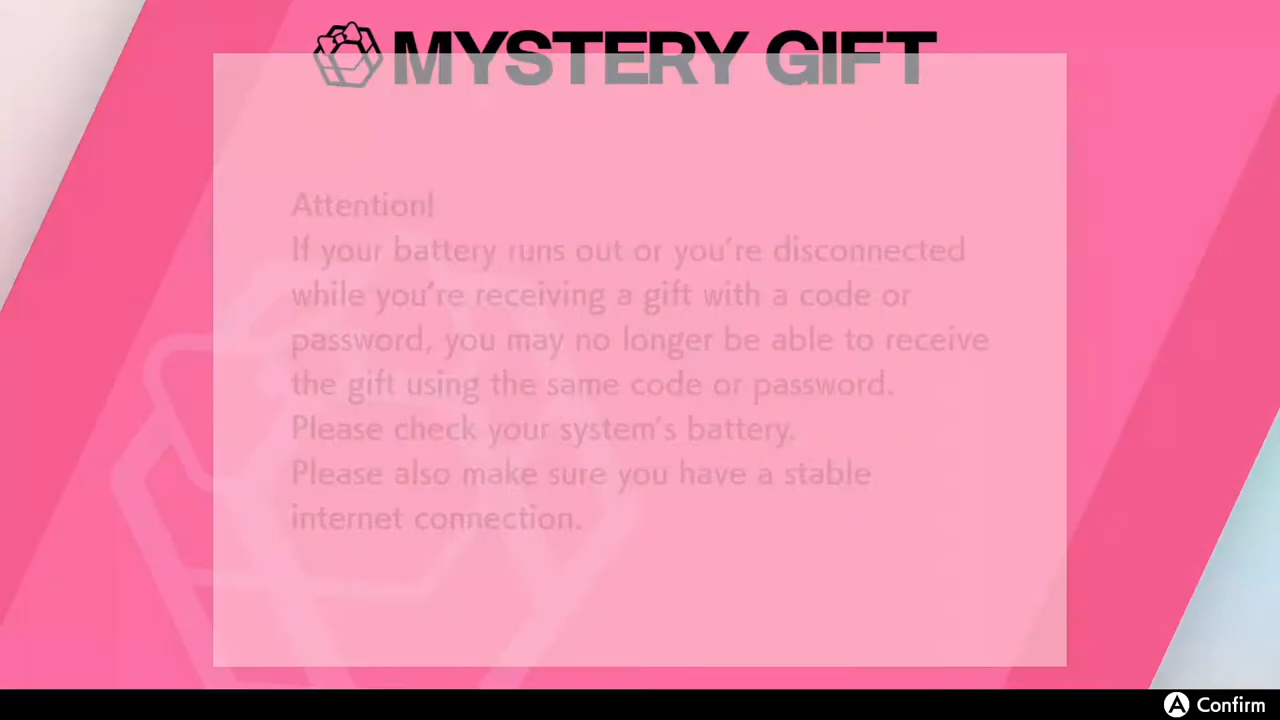 MYSTERY GIFT
Attention!
If your battery runs out or you're disconnected
while you're receiving a gift with a code or
password, you may no longer be able to receive
the gift using the same code or password.
Please check your system's battery.
Please also make sure you have a stable
internet connection.
A Confirm